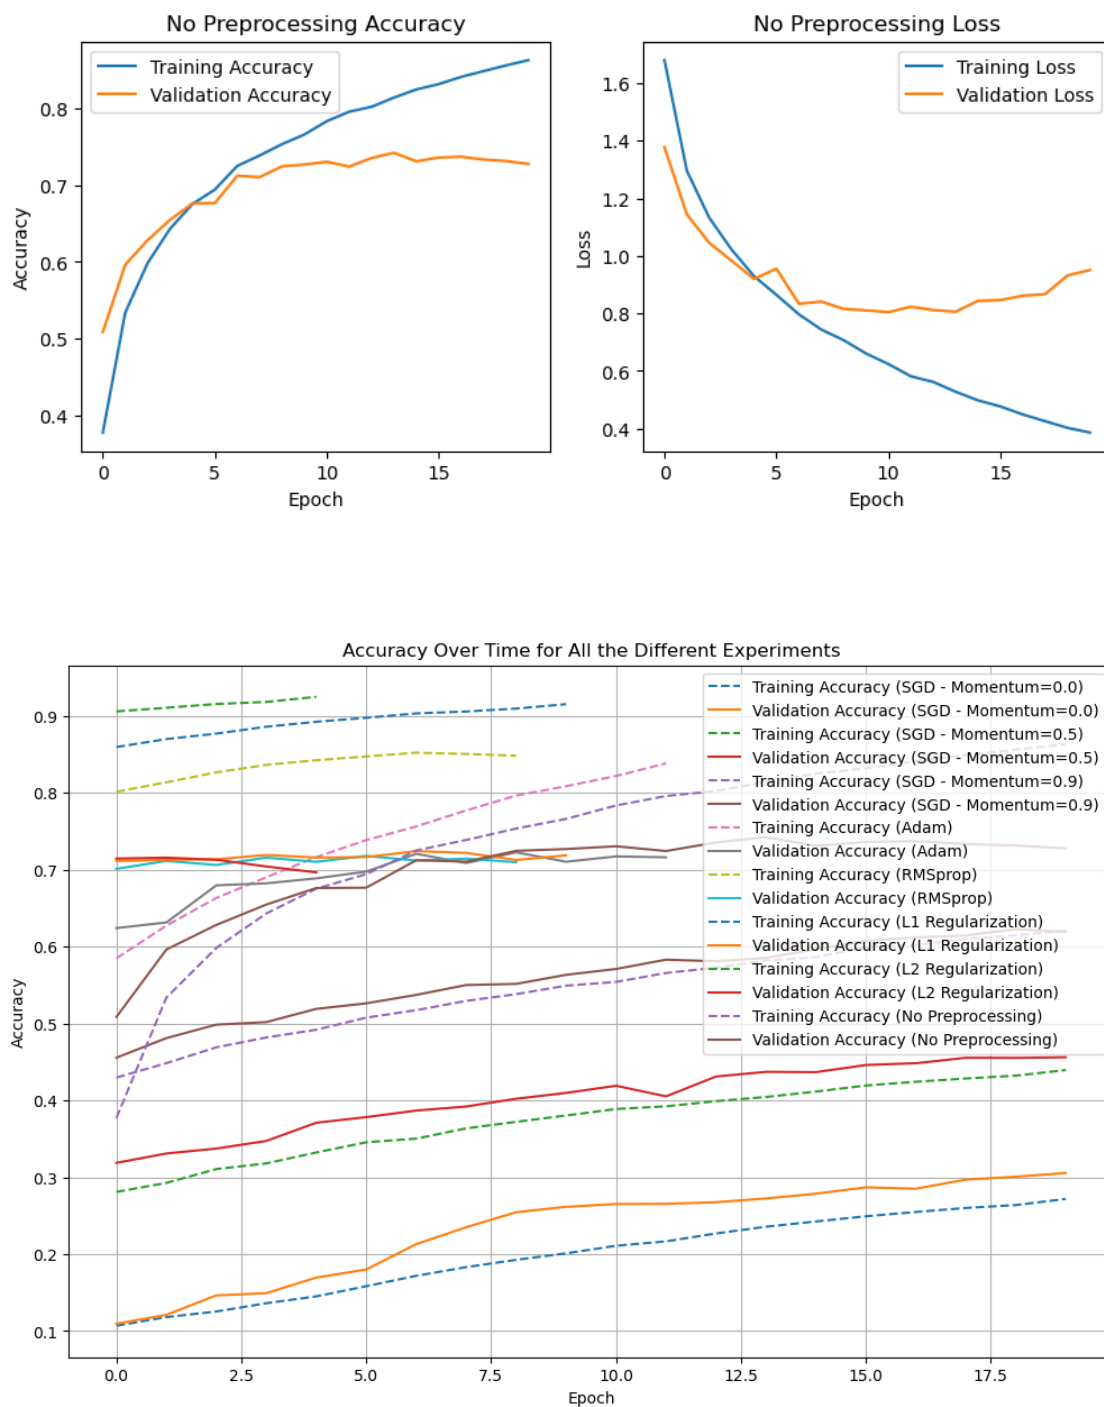 No Preprocessing Accuracy
Training Accuracy
Validation Accuracy
0.8
0.7
0.6
0.5
0.4
Accuracy
0 5 10 15
Epoch
No Preprocessing Loss
Training Loss
Validation Loss
1.6
1.4
1.2
1.0
0.8
0.6
0.4
Loss
0 5 10 15
Epoch
Accuracy Over Time for All the Different Experiments
Training Accuracy (SGD - Momentum=0.0)
Validation Accuracy (SGD - Momentum=0.0)
Training Accuracy (SGD - Momentum=0.5)
Validation Accuracy (SGD - Momentum=0.5)
Training Accuracy (SGD - Momentum=0.9)
Validation Accuracy (SGD - Momentum=0.9)
Training Accuracy (Adam)
Validation Accuracy (Adam)
Training Accuracy (RMSprop)
Validation Accuracy (RMSprop)
Training Accuracy (L1 Regularization)
Validation Accuracy (L1 Regularization)
Training Accuracy (L2 Regularization)
Validation Accuracy (L2 Regularization)
Training Accuracy (No Preprocessing)
Validation Accuracy (No Preprocessing)
0.9
0.8
0.7
0.6
0.5
0.4
0.3
0.2
0.1
Accuracy
0.0 2.5 5.0 7.5 10.0 12.5 15.0 17.5
Epoch